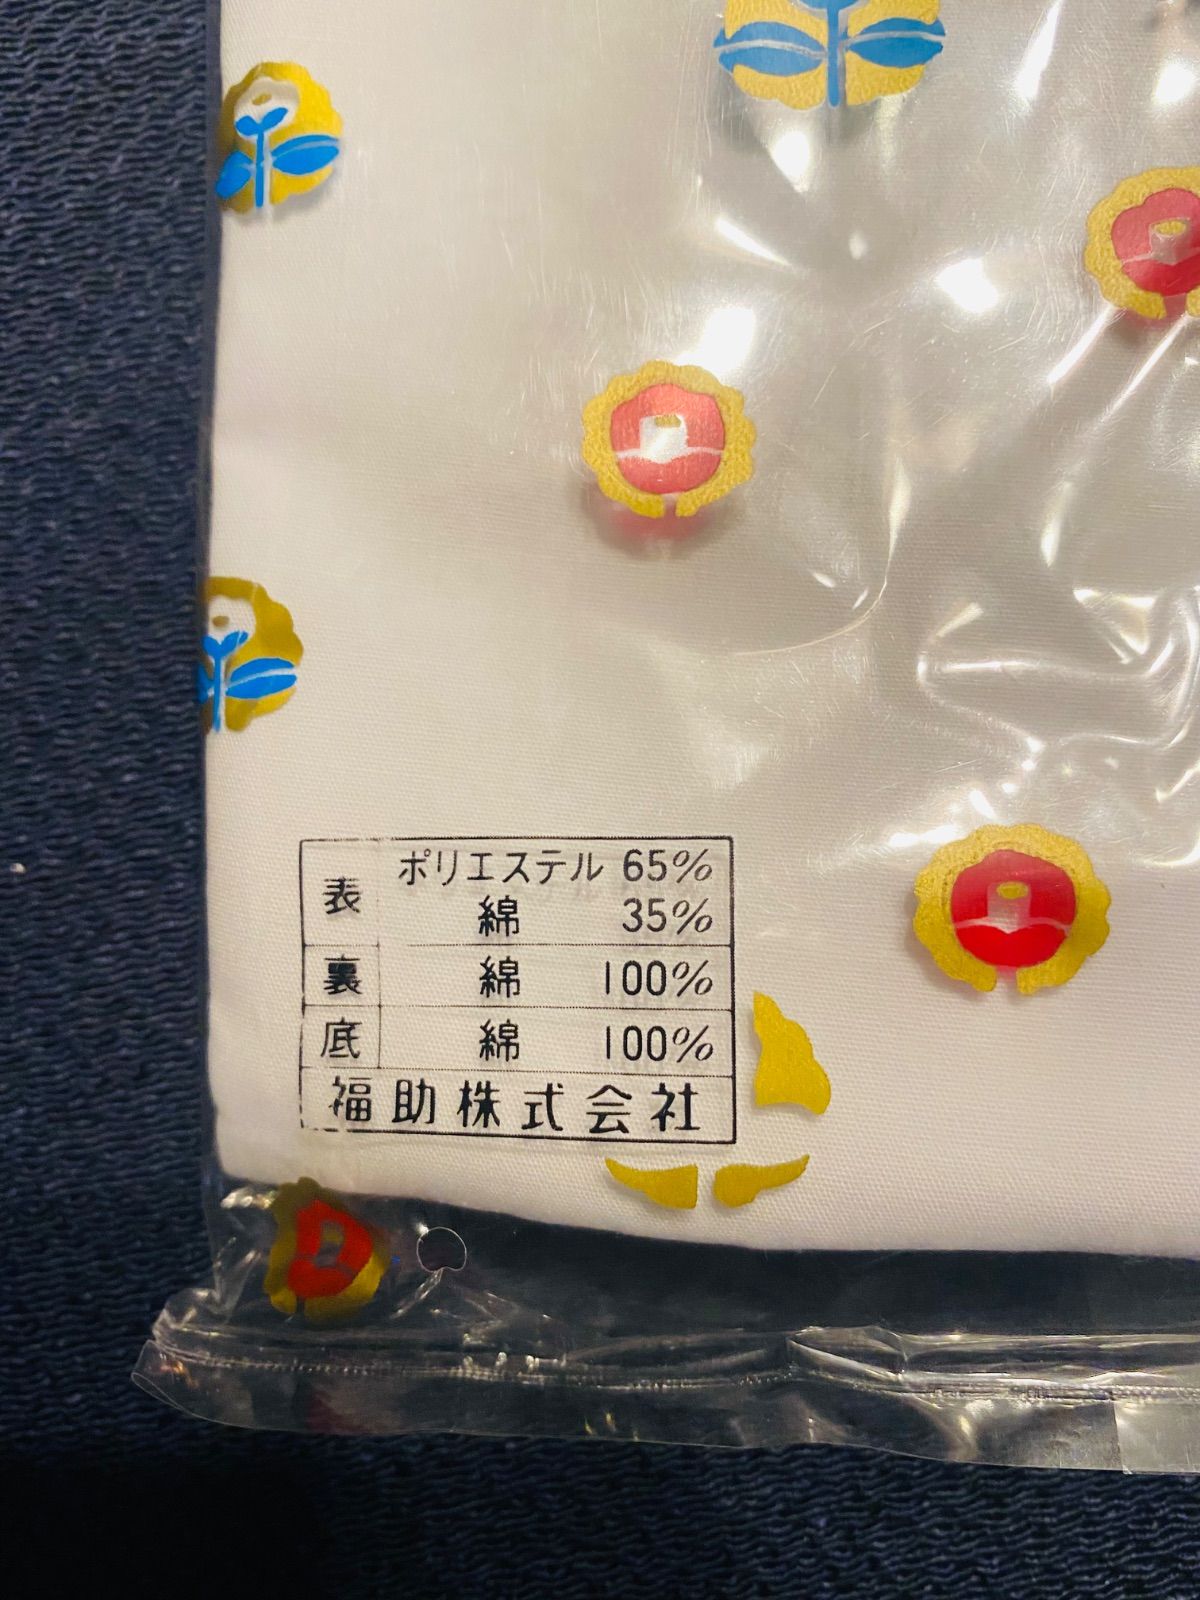 表 ポリエステル 65%
綿 35%
裏 綿 100%
底 綿 100%
福助株式会社